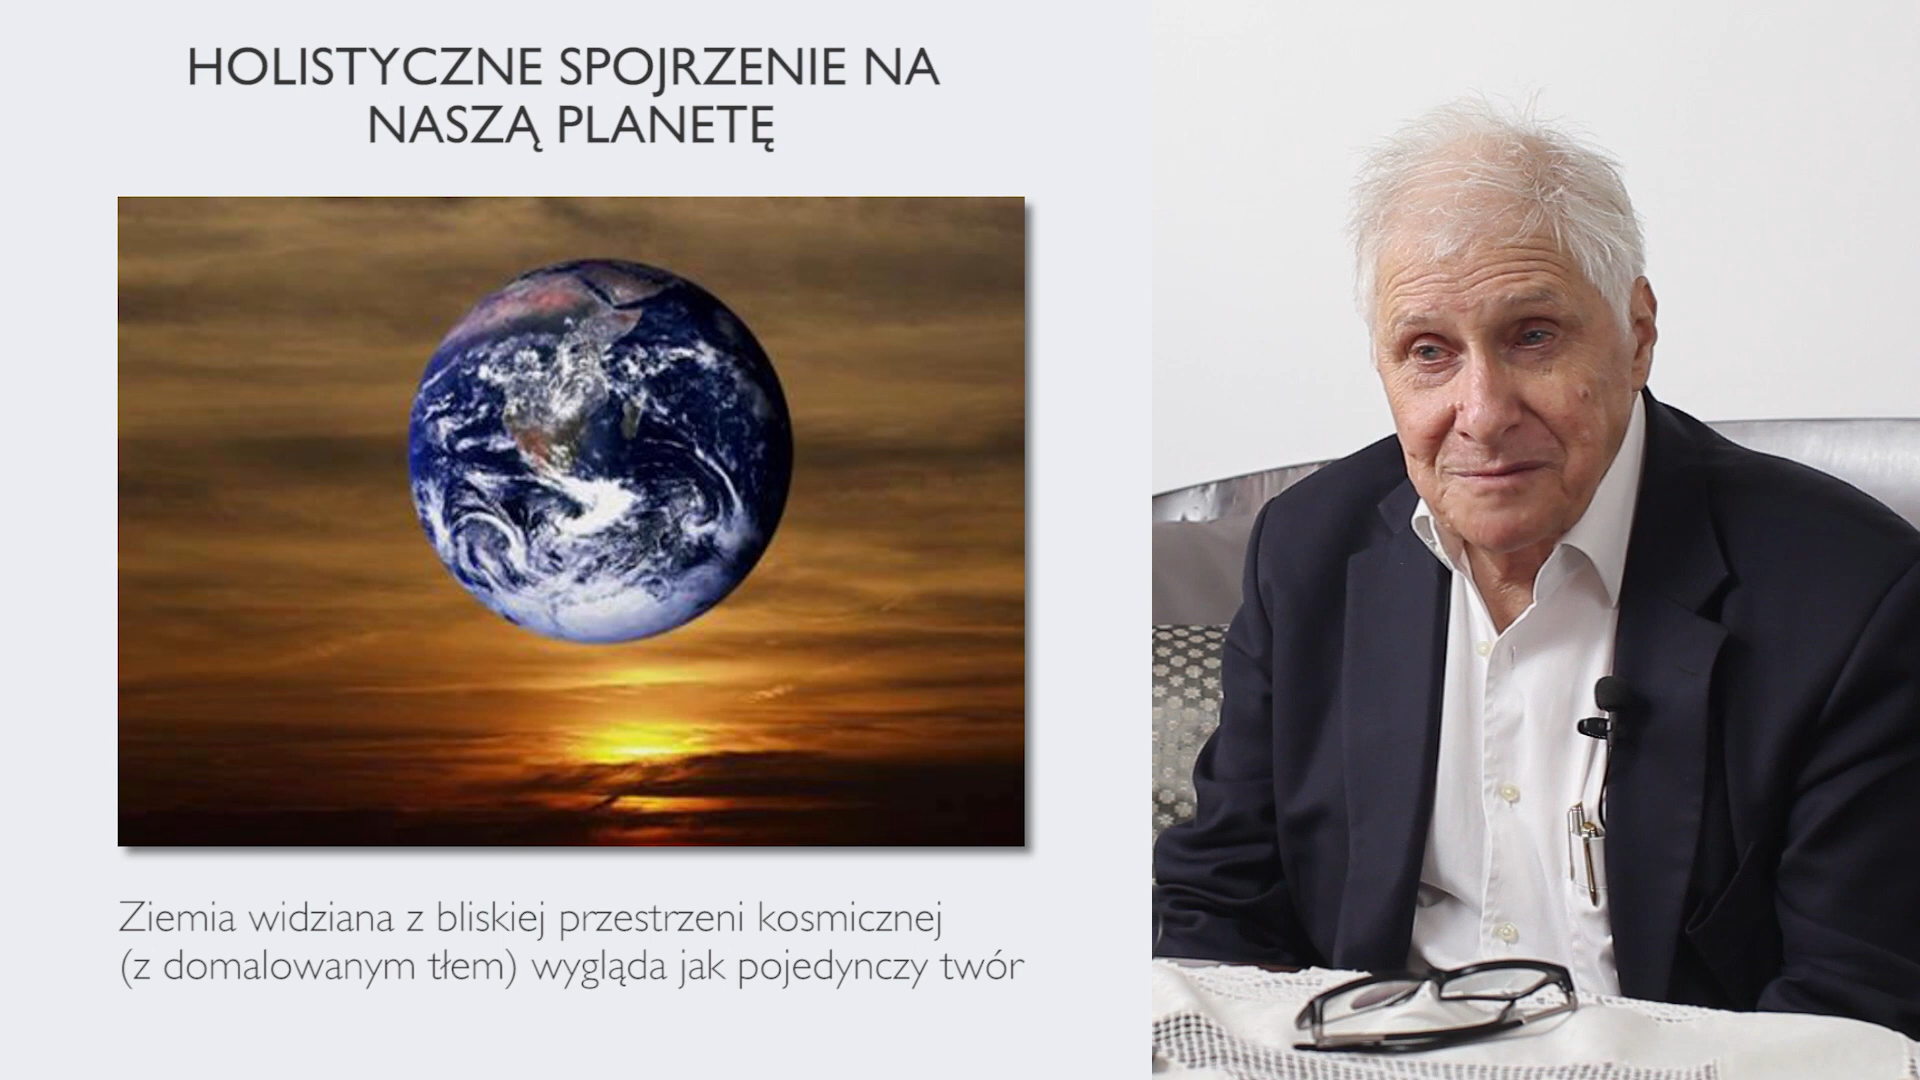 HOLISTYCZNE SPOJRZENIE NA
NASZĄ PLANETĘ
Ziemia widziana z bliskiej przestrzeni kosmicznej
(z domalowanym tłem) wygląda jak pojedynczy twór